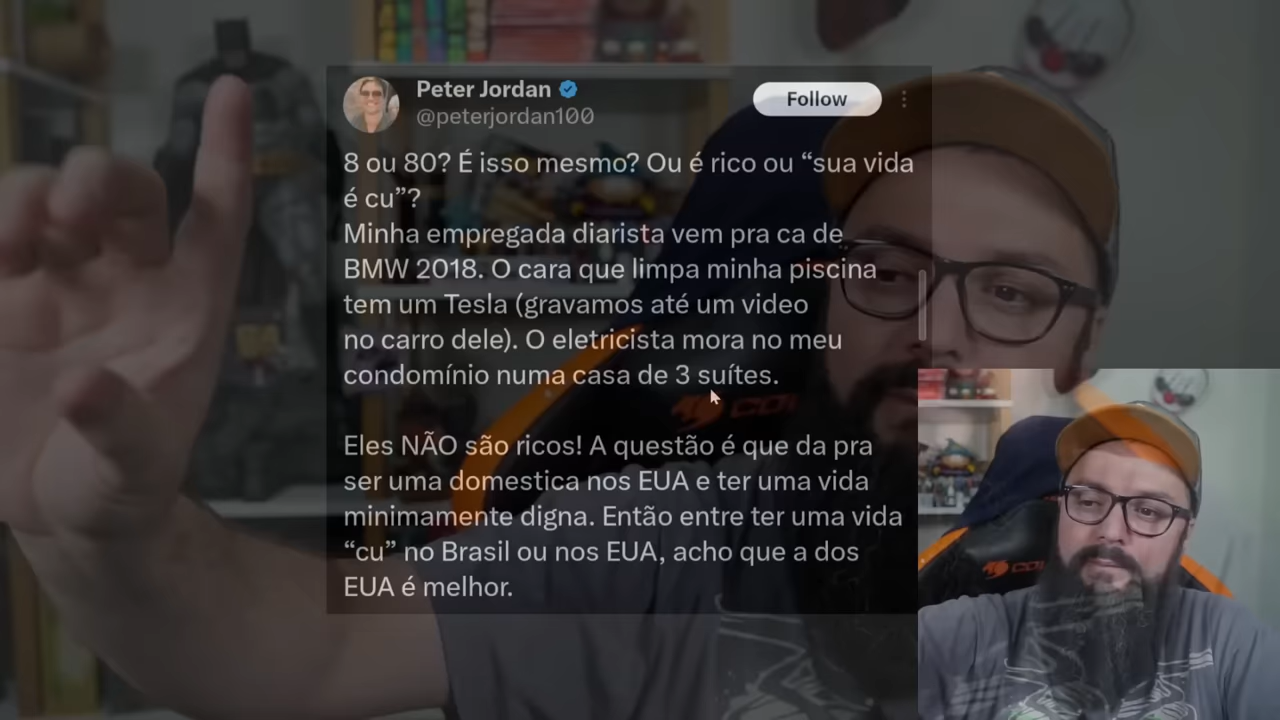 Peter Jordan
@peterjordan100
Follow
8 ou 80? É isso mesmo? Ou é rico ou “sua vida
é cu”?
Minha empregada diarista vem pra ca de
BMW 2018. O cara que limpa minha piscina
tem um Tesla (gravamos até um video
no carro dele). O eletricista mora no meu
condomínio numa casa de 3 suítes.
Eles NÃO são ricos! A questão é que da pra
ser uma domestica nos EUA e ter uma vida
minimamente digna. Então entre ter uma vida
“cu” no Brasil ou nos EUA, acho que a dos
EUA é melhor.